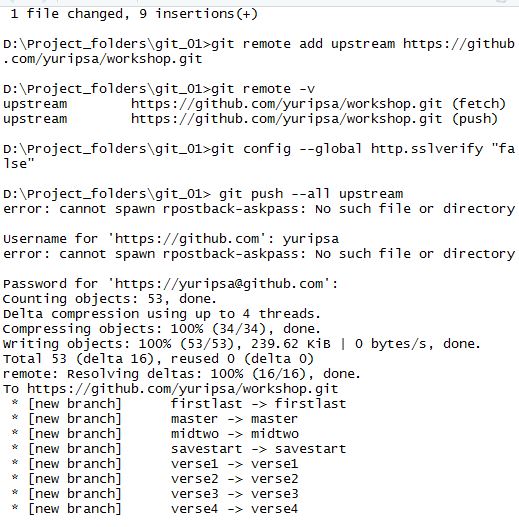 1 file changed, 9 insertions(+)
D:\Project_folders\git_01>git remote add upstream https://github
.com/yuripsa/workshop.git
D:\Project_folders\git_01>git remote -v
upstream        https://github.com/yuripsa/workshop.git (fetch)
upstream        https://github.com/yuripsa/workshop.git (push)
D:\Project_folders\git_01>git config --global http.sslverify "fa
lse"
D:\Project_folders\git_01> git push --all upstream
error: cannot spawn rpostback-askpass: No such file or directory
Username for 'https://github.com': yuripsa
error: cannot spawn rpostback-askpass: No such file or directory
Password for 'https://yuripsa@github.com':
Counting objects: 53, done.
Delta compression using up to 4 threads.
Compressing objects: 100% (34/34), done.
Writing objects: 100% (53/53), 239.62 KiB | 0 bytes/s, done.
Total 53 (delta 16), reused 0 (delta 0)
remote: Resolving deltas: 100% (16/16), done.
To https://github.com/yuripsa/workshop.git
 * [new branch]      firstlast -> firstlast
 * [new branch]      master -> master
 * [new branch]      midtwo -> midtwo
 * [new branch]      savestart -> savestart
 * [new branch]      verse1 -> verse1
 * [new branch]      verse2 -> verse2
 * [new branch]      verse3 -> verse3
 * [new branch]      verse4 -> verse4